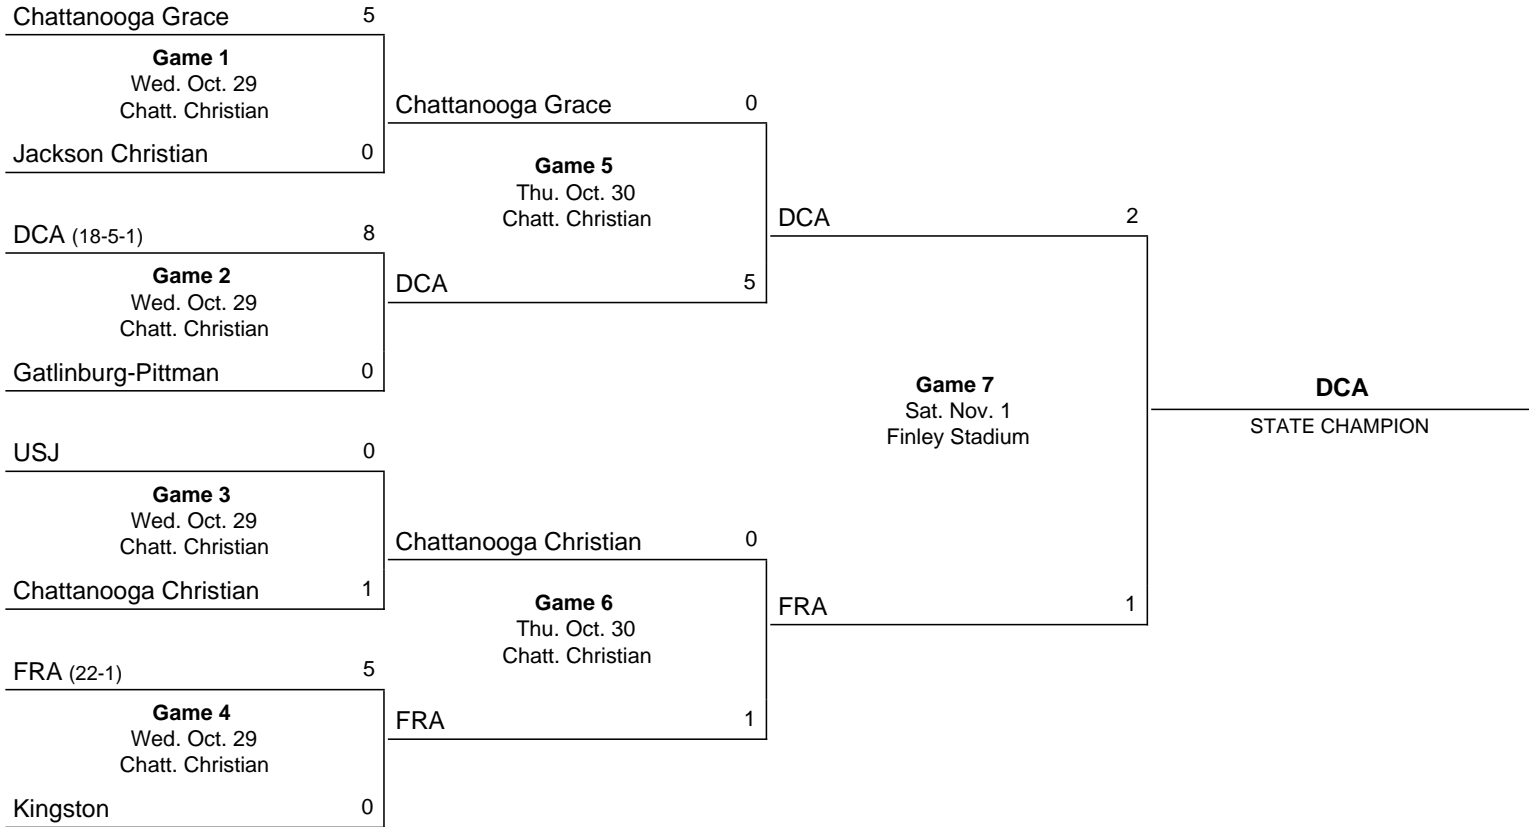 Chattanooga Grace 5
Game 1
Wed. Oct. 29
Chatt. Christian
Jackson Christian 0
DCA (18-5-1) 8
Game 2
Wed. Oct. 29
Chatt. Christian
Gatlinburg-Pittman 0
USJ 0
Game 3
Wed. Oct. 29
Chatt. Christian
Chattanooga Christian 1
FRA (22-1) 5
Game 4
Wed. Oct. 29
Chatt. Christian
Kingston 0
Chattanooga Grace 0
Game 5
Thu. Oct. 30
Chatt. Christian
DCA 5
Chattanooga Christian 0
Game 6
Thu. Oct. 30
Chatt. Christian
FRA 1
DCA 2
Game 7
Sat. Nov. 1
Finley Stadium
FRA 1
DCA
STATE CHAMPION